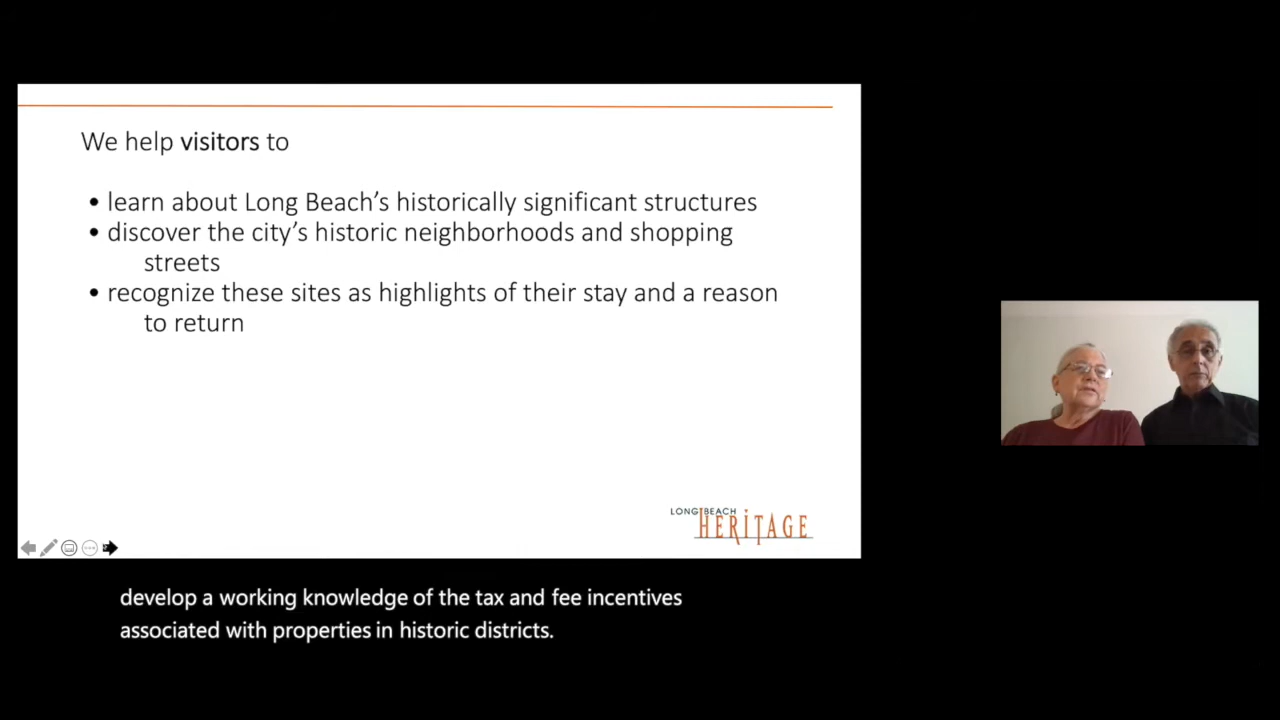 We help visitors to
• learn about Long Beach’s historically significant structures
• discover the city’s historic neighborhoods and shopping
streets
• recognize these sites as highlights of their stay and a reason
to return
LONG BEACH
HERITAGE
develop a working knowledge of the tax and fee incentives
associated with properties in historic districts.